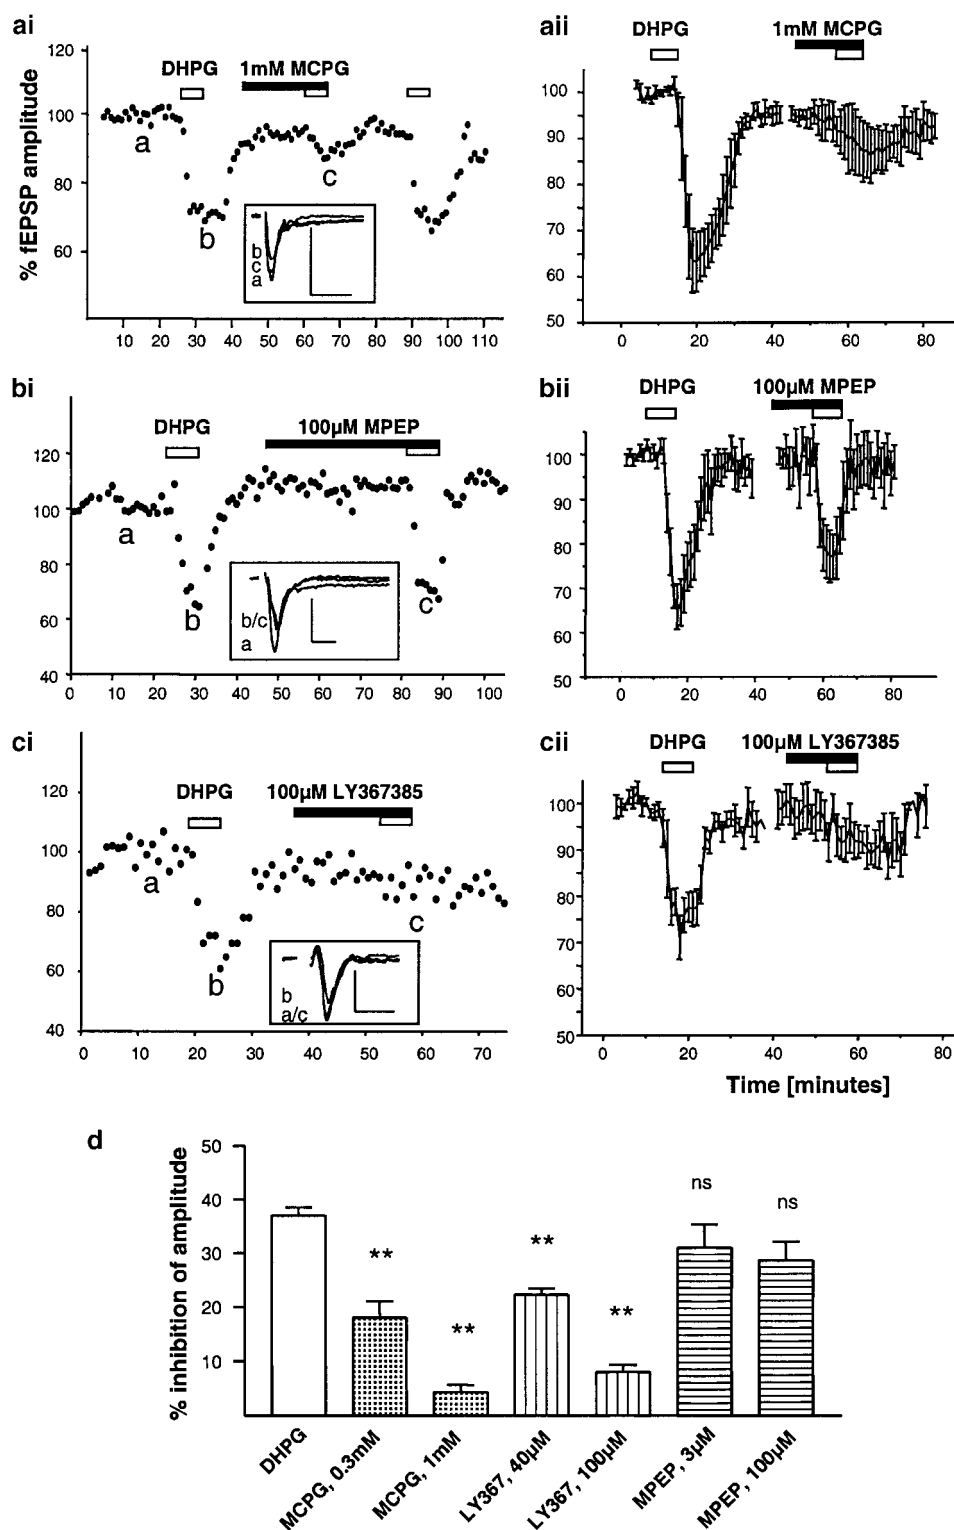 ai
DHPG
1mM MCPG
120
100
80
60
% fEPSP amplitude
a
b
c
b
c
a
10 20 30 40 50 60 70 80 90 100 110
aii
DHPG
1mM MCPG
100
90
80
70
60
50
0 20 40 60 80
bi
DHPG
100µM MPEP
120
100
80
60
40
a
b
c
b/c
a
0 10 20 30 40 50 60 70 80 90 100
bii
DHPG
100µM MPEP
100
90
80
70
60
50
0 20 40 60 80
ci
DHPG
100µM LY367385
120
100
80
60
40
a
b
c
b
a/c
0 10 20 30 40 50 60 70
cii
DHPG
100µM LY367385
100
90
80
70
60
50
0 20 40 60 80
Time [minutes]
d
% inhibition of amplitude
50
40
30
20
10
**
**
**
**
ns
ns
DHPG
MCPG, 0.3mM
MCPG, 1mM
LY367, 40µM
LY367, 100µM
MPEP, 3µM
MPEP, 100µM